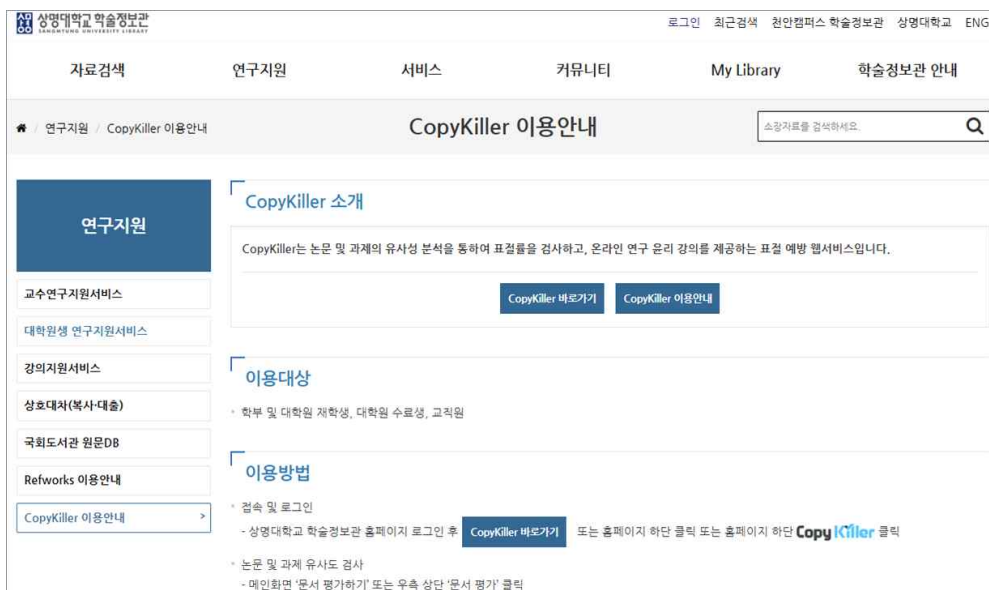 상명대학교 학술정보관
SANGMYUNG UNIVERSITY LIBRARY
로그인 최근검색 천안캠퍼스 학술정보관 상명대학교 ENG
자료검색 연구지원 서비스 커뮤니티 My Library 학술정보관 안내
연구지원 / CopyKiller 이용안내
CopyKiller 이용안내
소장자료를 검색하세요.
연구지원
교수연구지원서비스
대학원생 연구지원서비스
강의지원서비스
상호대차(복사·대출)
국회도서관 원문DB
Refworks 이용안내
CopyKiller 이용안내 >
CopyKiller 소개
CopyKiller는 논문 및 과제의 유사성 분석을 통하여 표절률을 검사하고, 온라인 연구 윤리 강의를 제공하는 표절 예방 웹서비스입니다.
CopyKiller 바로가기 CopyKiller 이용안내
이용대상
학부 및 대학원 재학생, 대학원 수료생, 교직원
이용방법
접속 및 로그인
- 상명대학교 학술정보관 홈페이지 로그인 후 CopyKiller 바로가기 또는 홈페이지 하단 클릭 또는 홈페이지 하단 Copy Killer 클릭
논문 및 과제 유사도 검사
- 메인화면 '문서 평가하기' 또는 우측 상단 '문서 평가' 클릭